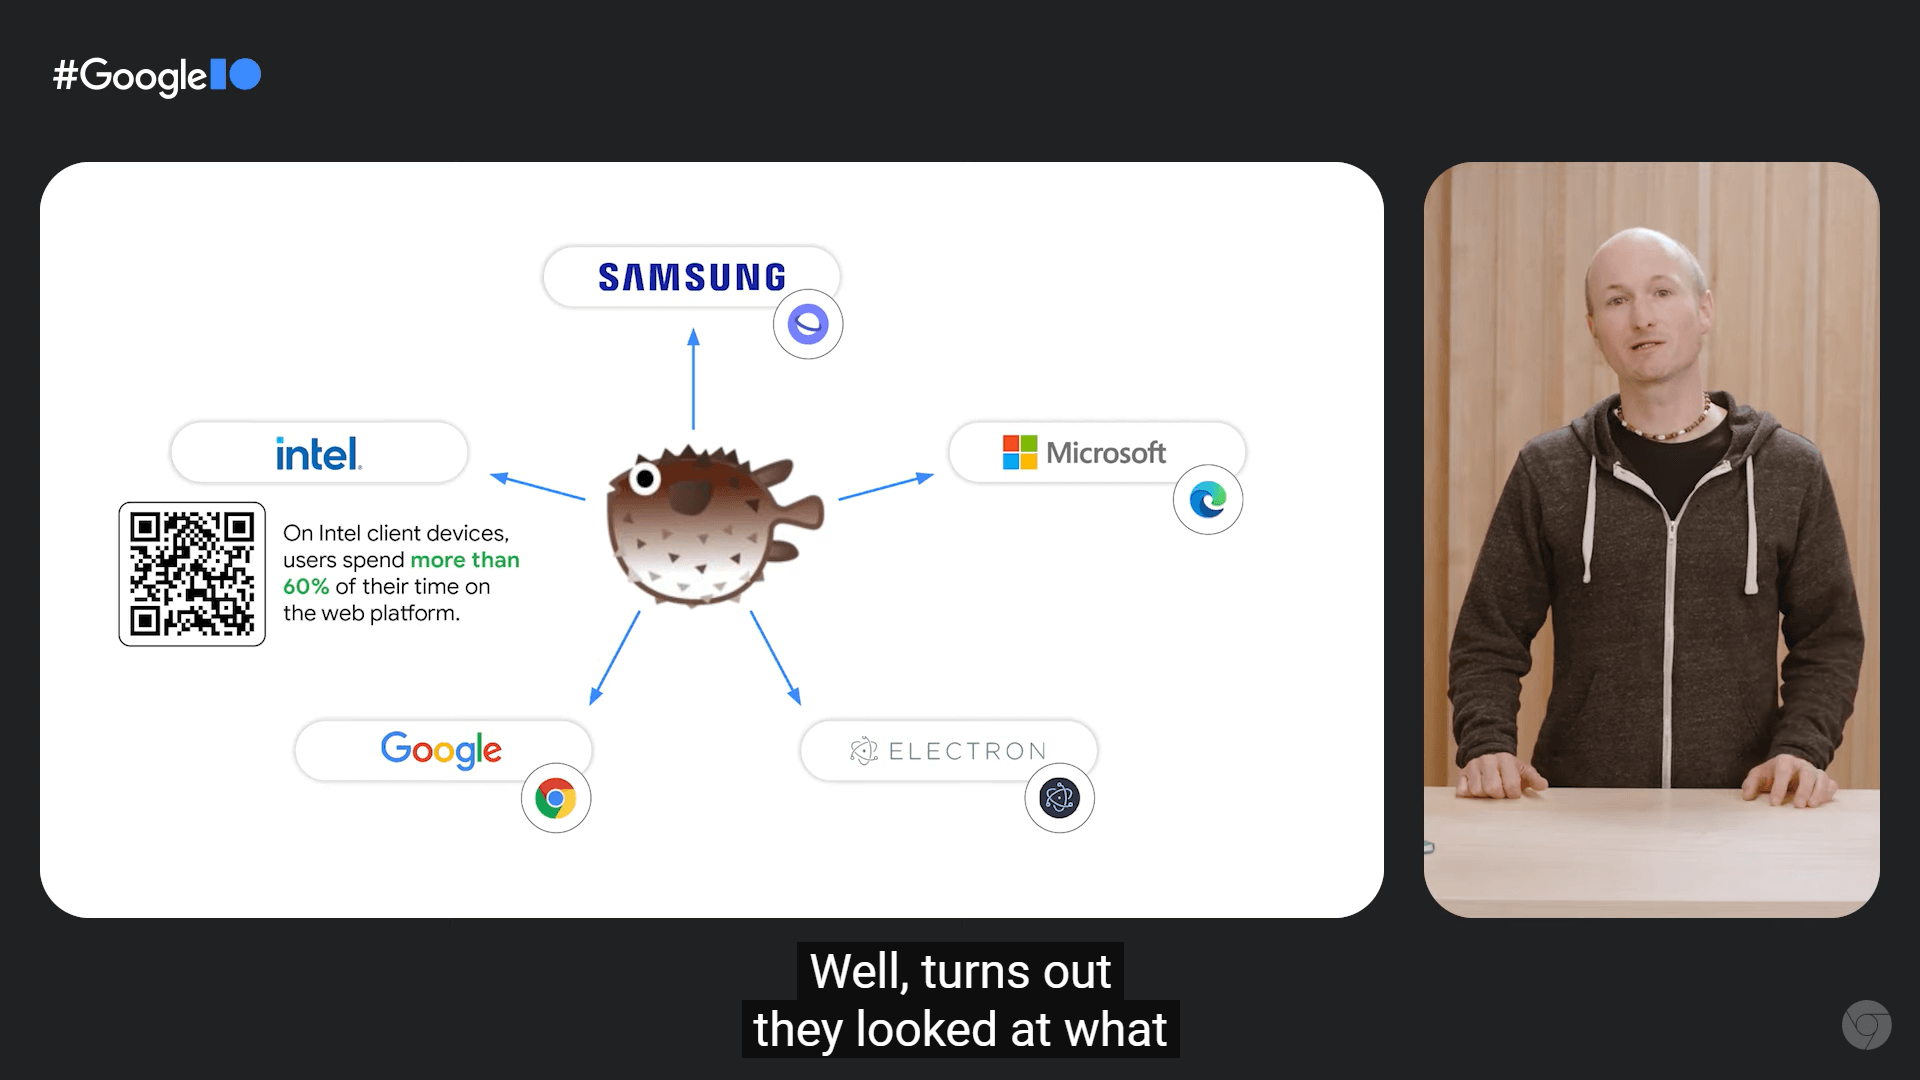 #GoogleIO
SAMSUNG
intel.
Microsoft
On Intel client devices,
users spend more than
60% of their time on
the web platform.
Google
ELECTRON
Well, turns out
they looked at what